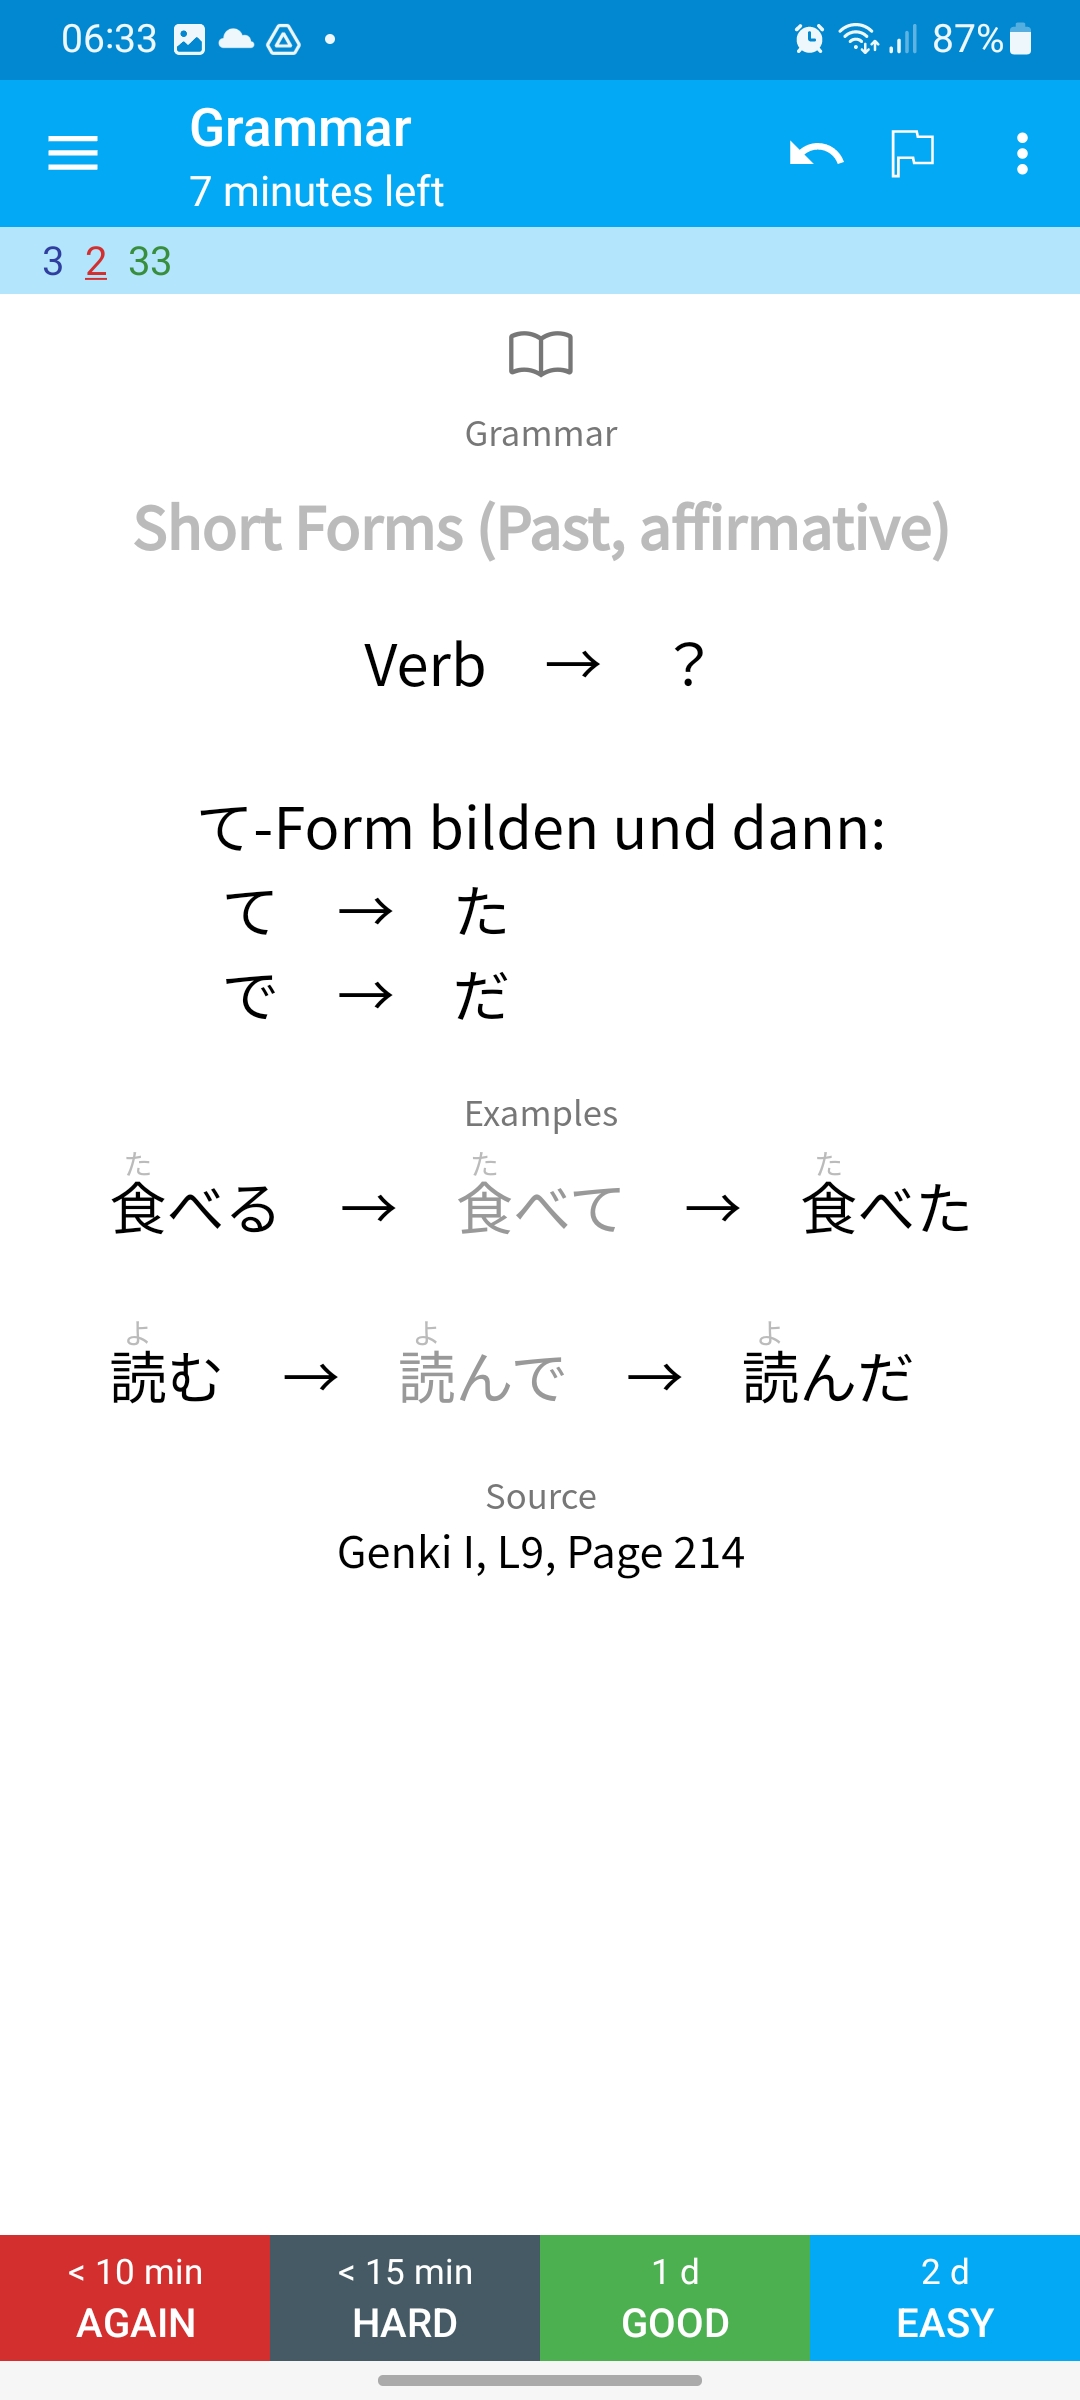 06:33 87%
Grammar
7 minutes left
3 2 33
Grammar
Short Forms (Past, affirmative)
Verb → ？
て-Form bilden und dann:
て → た
で → だ
Examples
た た た
食べる → 食べて → 食べた
よ よ よ
読む → 読んで → 読んだ
Source
Genki I, L9, Page 214
< 10 min < 15 min 1 d 2 d
AGAIN HARD GOOD EASY